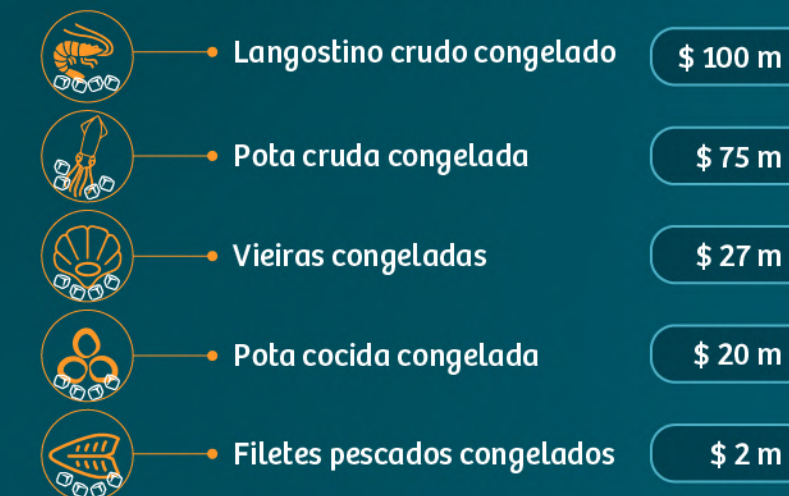 Langostino crudo congelado $ 100 m
Pota cruda congelada $ 75 m
Vieiras congeladas $ 27 m
Pota cocida congelada $ 20 m
Filetes pescados congelados $ 2 m